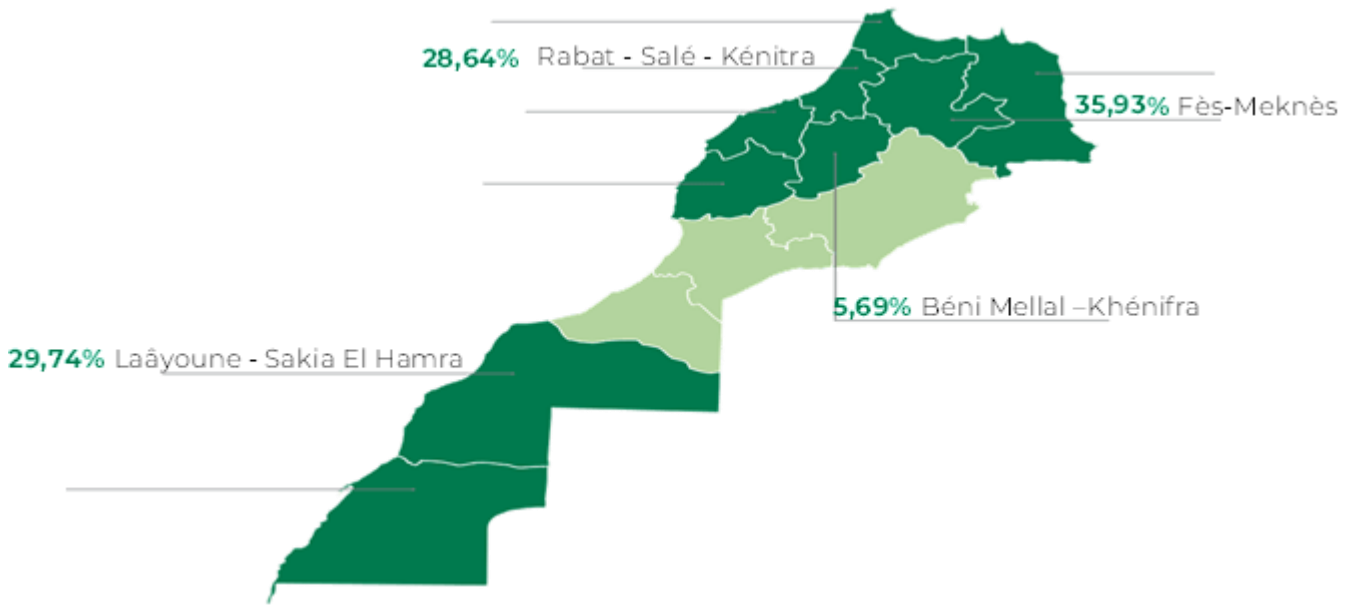 28,64% Rabat - Salé - Kénitra
35,93% Fès-Meknès
5,69% Béni Mellal –Khénifra
29,74% Laâyoune - Sakia El Hamra